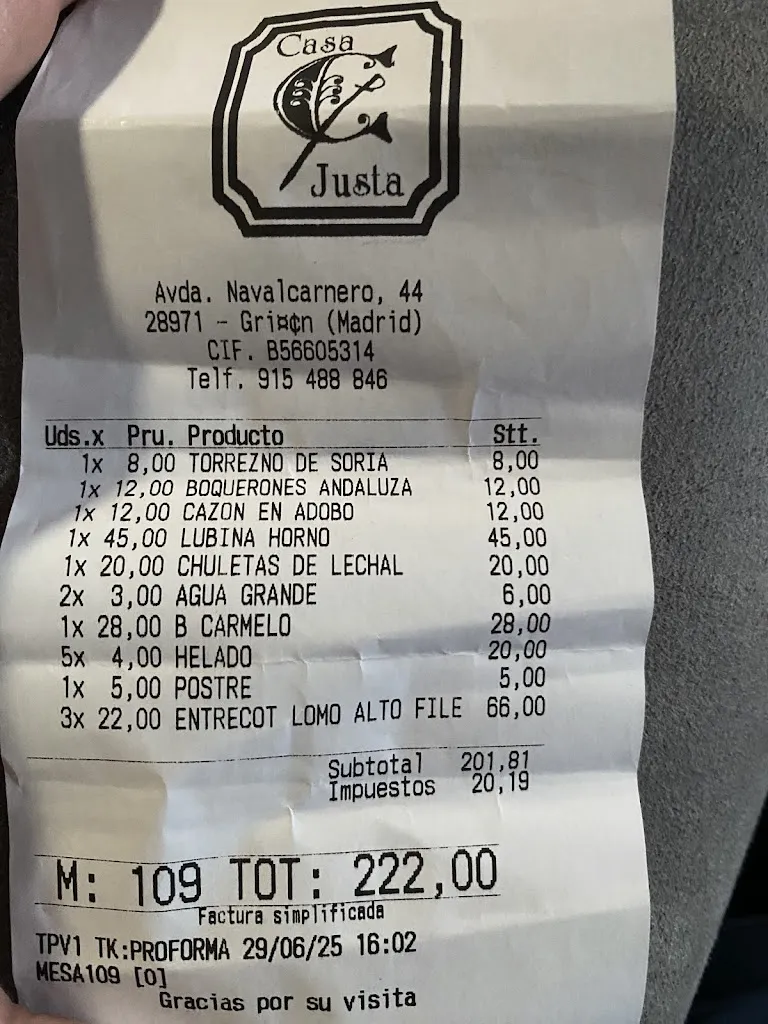 Casa
Justa
Avda. Navalcarnero, 44
28971 - Gri¤¢n (Madrid)
CIF. B56605314
Telf. 915 488 846
Uds.x Pru. Producto Stt.
1x 8,00 TORREZNO DE SORIA 8,00
1x 12,00 BOQUERONES ANDALUZA 12,00
1x 12,00 CAZON EN ADOBO 12,00
1x 45,00 LUBINA HORNO 45,00
1x 20,00 CHULETAS DE LECHAL 20,00
2x 3,00 AGUA GRANDE 6,00
1x 28,00 B CARMELO 28,00
5x 4,00 HELADO 20,00
1x 5,00 POSTRE 5,00
3x 22,00 ENTRECOT LOMO ALTO FILE 66,00
Subtotal 201,81
Impuestos 20,19
M: 109 TOT: 222,00
Factura simplificada
TPV1 TK:PROFORMA 29/06/25 16:02
MESA109 [0]
Gracias por su visita